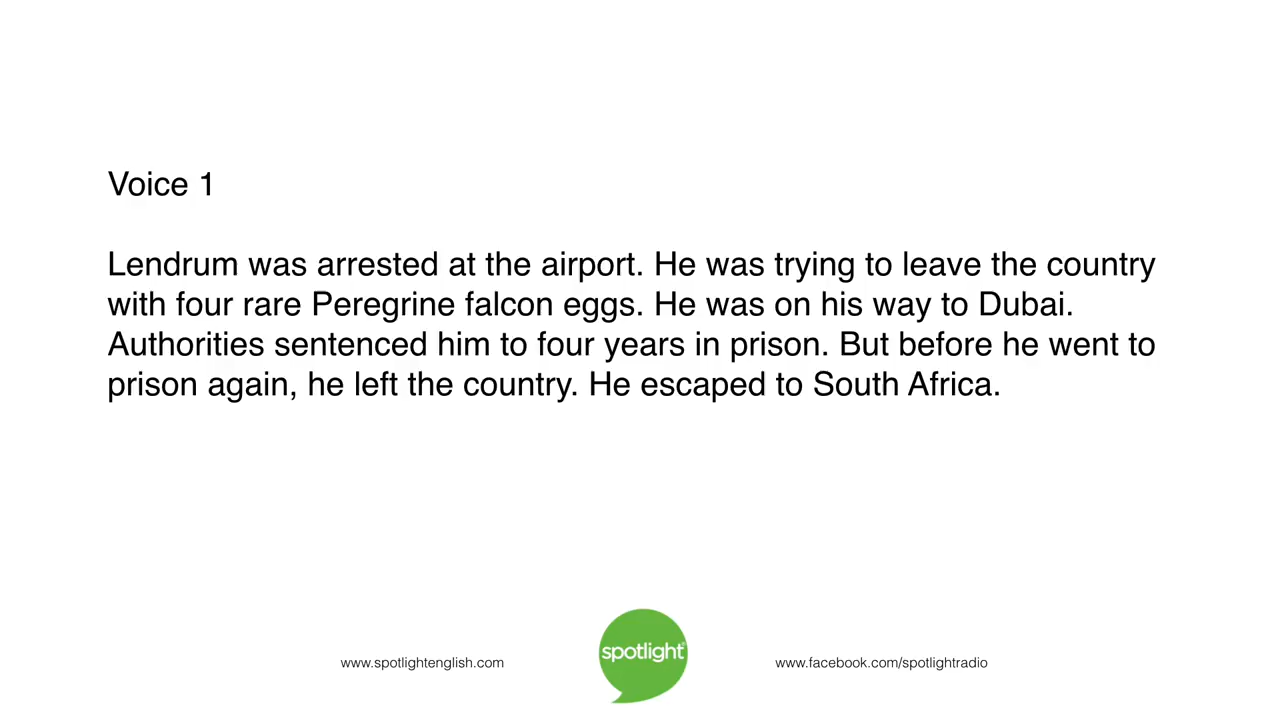 Voice 1
Lendrum was arrested at the airport. He was trying to leave the country
with four rare Peregrine falcon eggs. He was on his way to Dubai.
Authorities sentenced him to four years in prison. But before he went to
prison again, he left the country. He escaped to South Africa.
www.spotlightenglish.com
spotlight®
www.facebook.com/spotlightradio